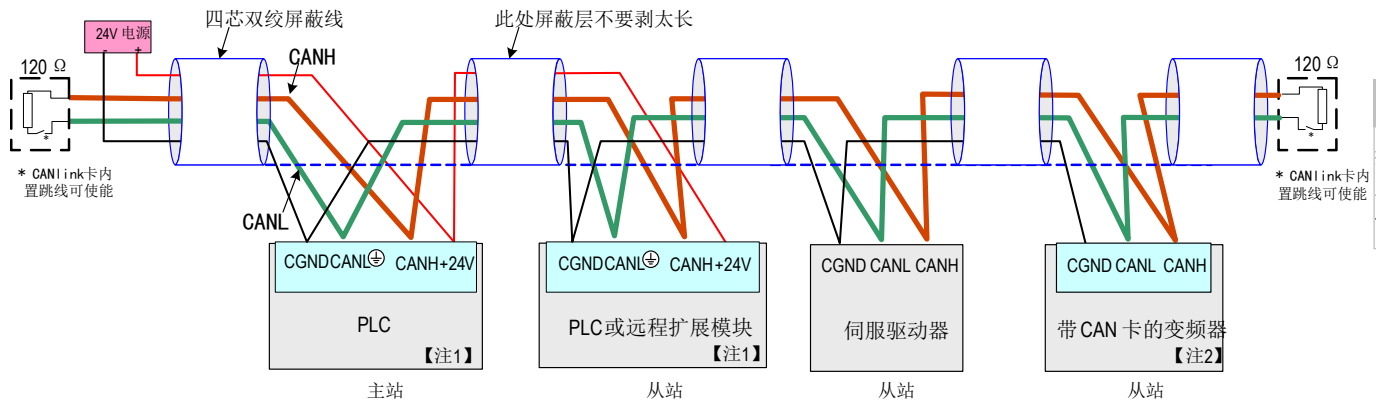 四芯双绞屏蔽线
此处屏蔽层不要剥太长
24V 电源
- +
CANH
120 Ω
120 Ω
*
*
* CANlink卡内
置跳线可使能
* CANlink卡内
置跳线可使能
CANL
CGND CANL CANH +24V
CGND CANL CANH +24V
CGND CANL CANH
CGND CANL CANH
PLC
【注1】
PLC或远程扩展模块
【注1】
伺服驱动器
带CAN 卡的变频器
【注2】
主站
从站
从站
从站